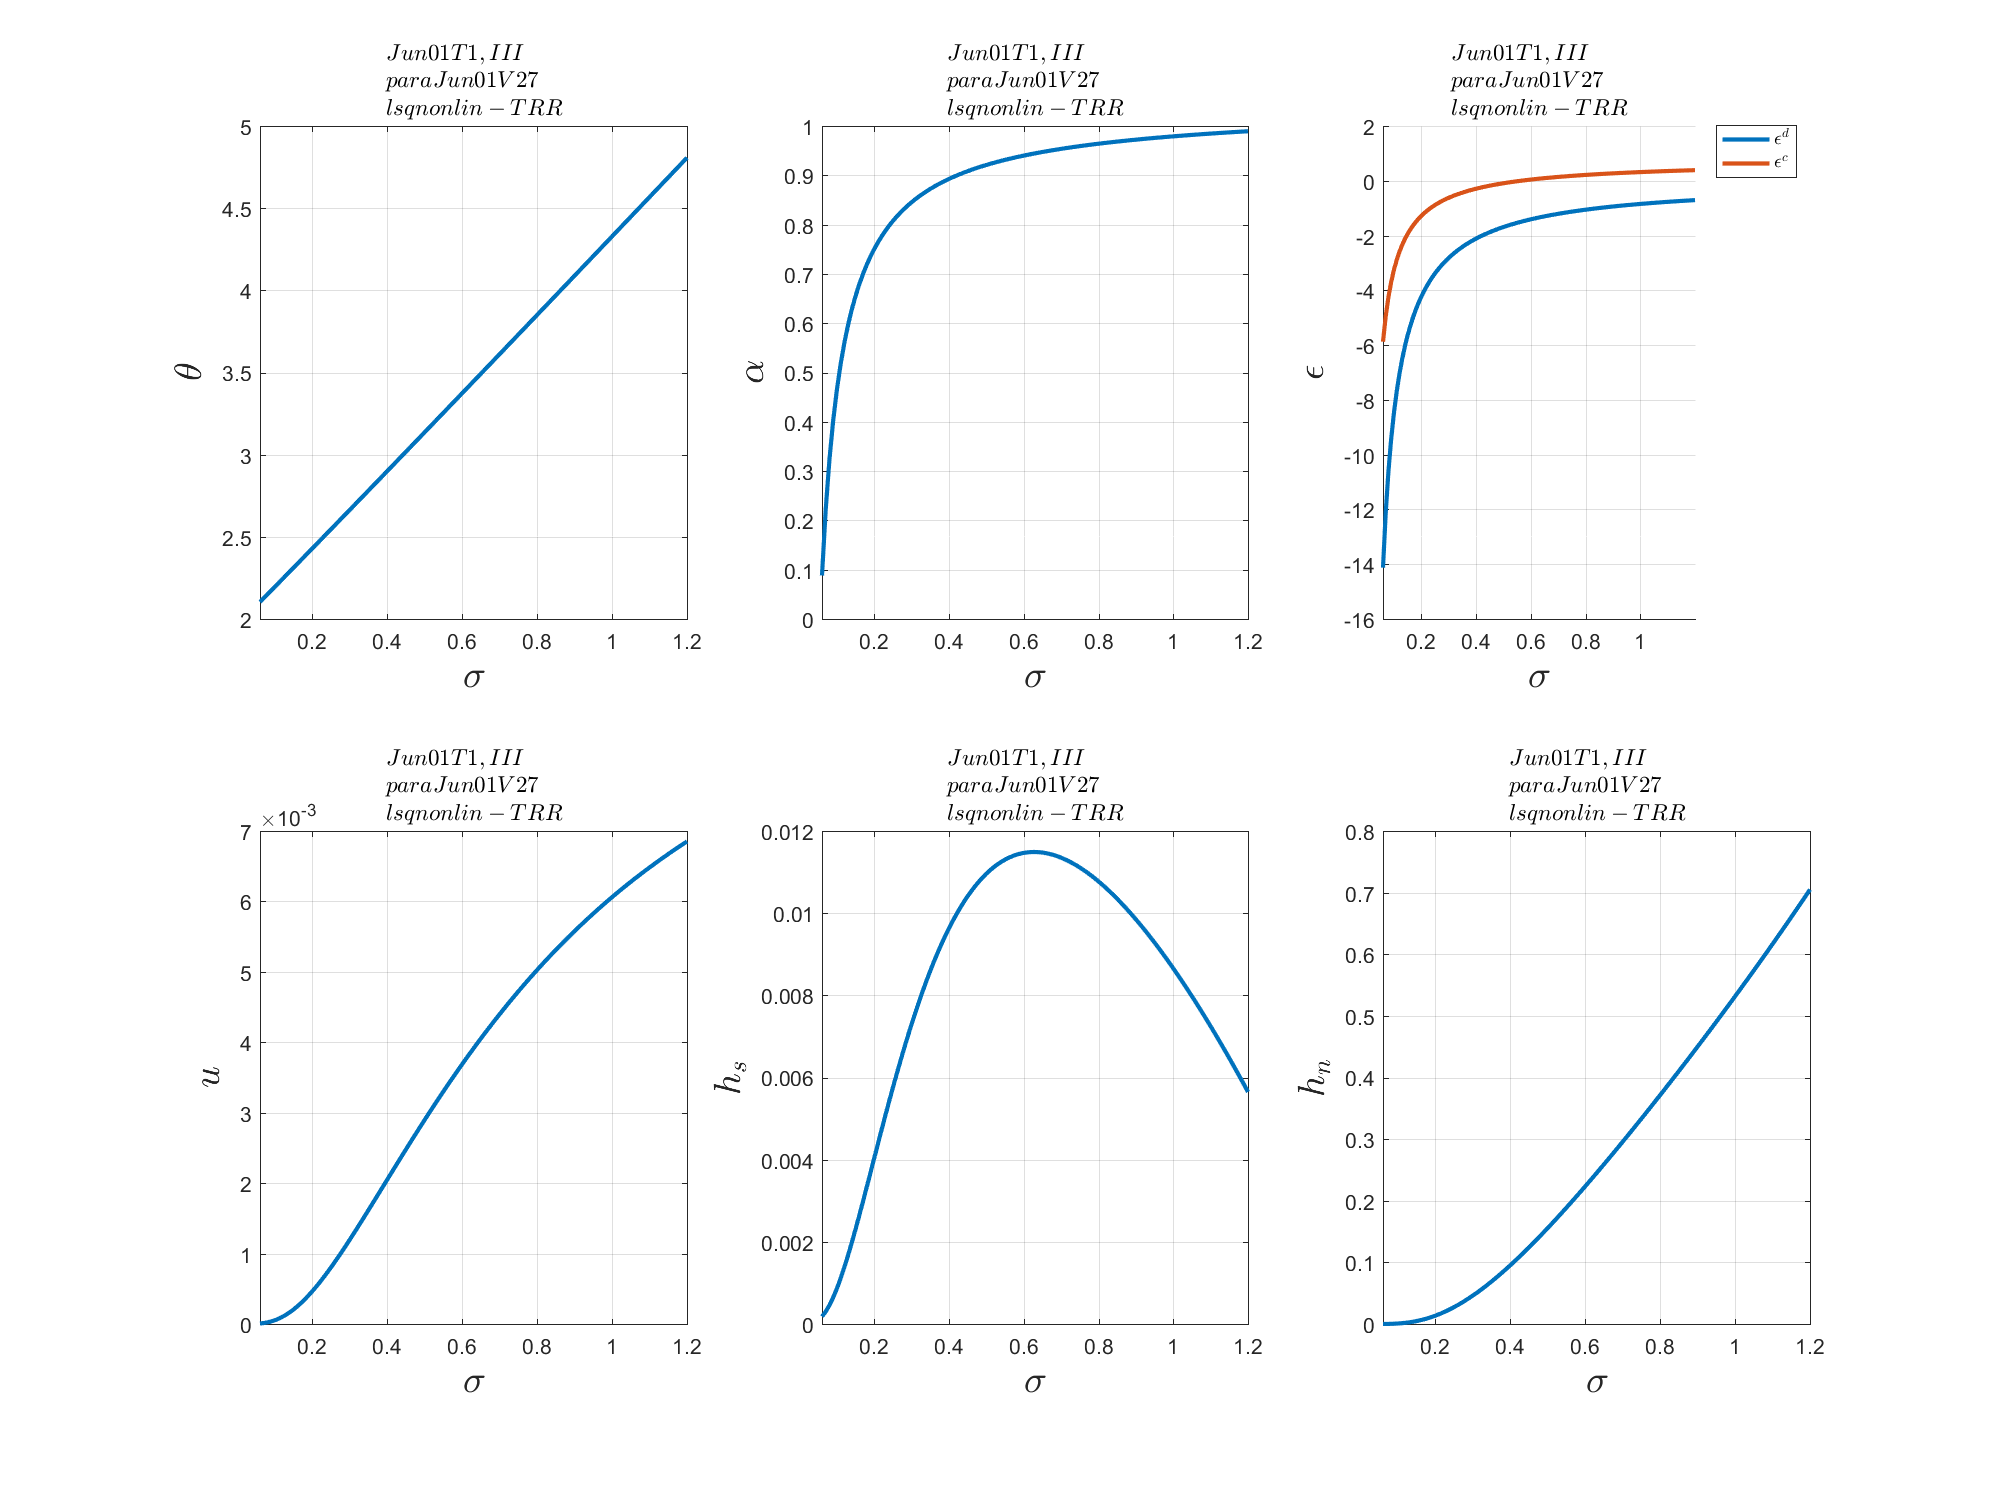 Jun01T1, III
paraJun01V27
lsqnonlin − TRR
Jun01T1, III
paraJun01V27
lsqnonlin − TRR
Jun01T1, III
paraJun01V27
lsqnonlin − TRR
5
4.5
4
3.5
3
2.5
2
θ
0.2 0.4 0.6 0.8 1 1.2
σ
1
0.9
0.8
0.7
0.6
0.5
0.4
0.3
0.2
0.1
0
α
0.2 0.4 0.6 0.8 1 1.2
σ
2
0
-2
-4
-6
-8
-10
-12
-14
-16
ϵ
0.2 0.4 0.6 0.8 1
σ
ϵ^d
ϵ^c
Jun01T1, III
paraJun01V27
lsqnonlin − TRR
Jun01T1, III
paraJun01V27
lsqnonlin − TRR
Jun01T1, III
paraJun01V27
lsqnonlin − TRR
×10^-3
7
6
5
4
3
2
1
0
u
0.2 0.4 0.6 0.8 1 1.2
σ
0.012
0.01
0.008
0.006
0.004
0.002
0
h_s
0.2 0.4 0.6 0.8 1 1.2
σ
0.8
0.7
0.6
0.5
0.4
0.3
0.2
0.1
0
h_n
0.2 0.4 0.6 0.8 1 1.2
σ